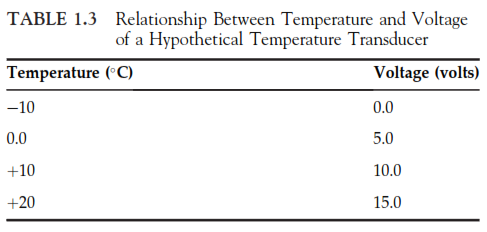 TABLE 1.3 Relationship Between Temperature and Voltage
of a Hypothetical Temperature Transducer
Temperature (°C) Voltage (volts)
−10 0.0
0.0 5.0
+10 10.0
+20 15.0